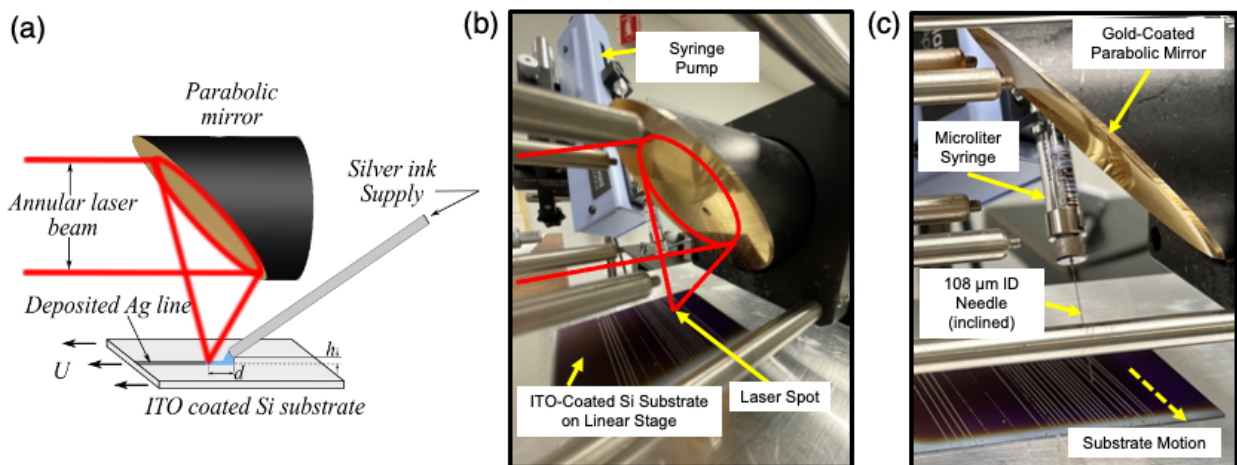 (a)
Parabolic
mirror
Silver ink
Supply
Annular laser
beam
Deposited Ag line
h
d
U
ITO coated Si substrate
(b)
Syringe
Pump
ITO-Coated Si Substrate
on Linear Stage
Laser Spot
(c)
Gold-Coated
Parabolic Mirror
Microliter
Syringe
108 µm ID
Needle
(inclined)
Substrate Motion